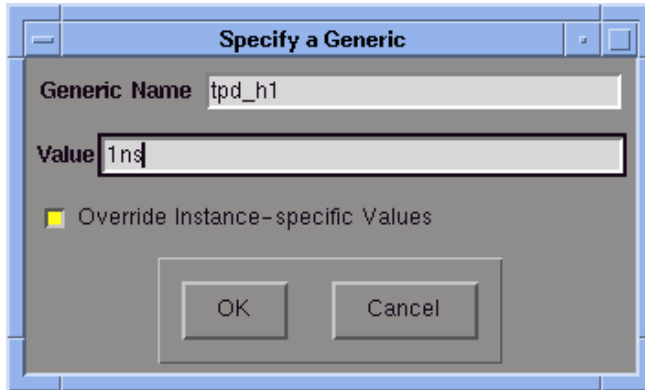 Specify a Generic
Generic Name tpd_h1
Value 1ns
Override Instance-specific Values
OK Cancel